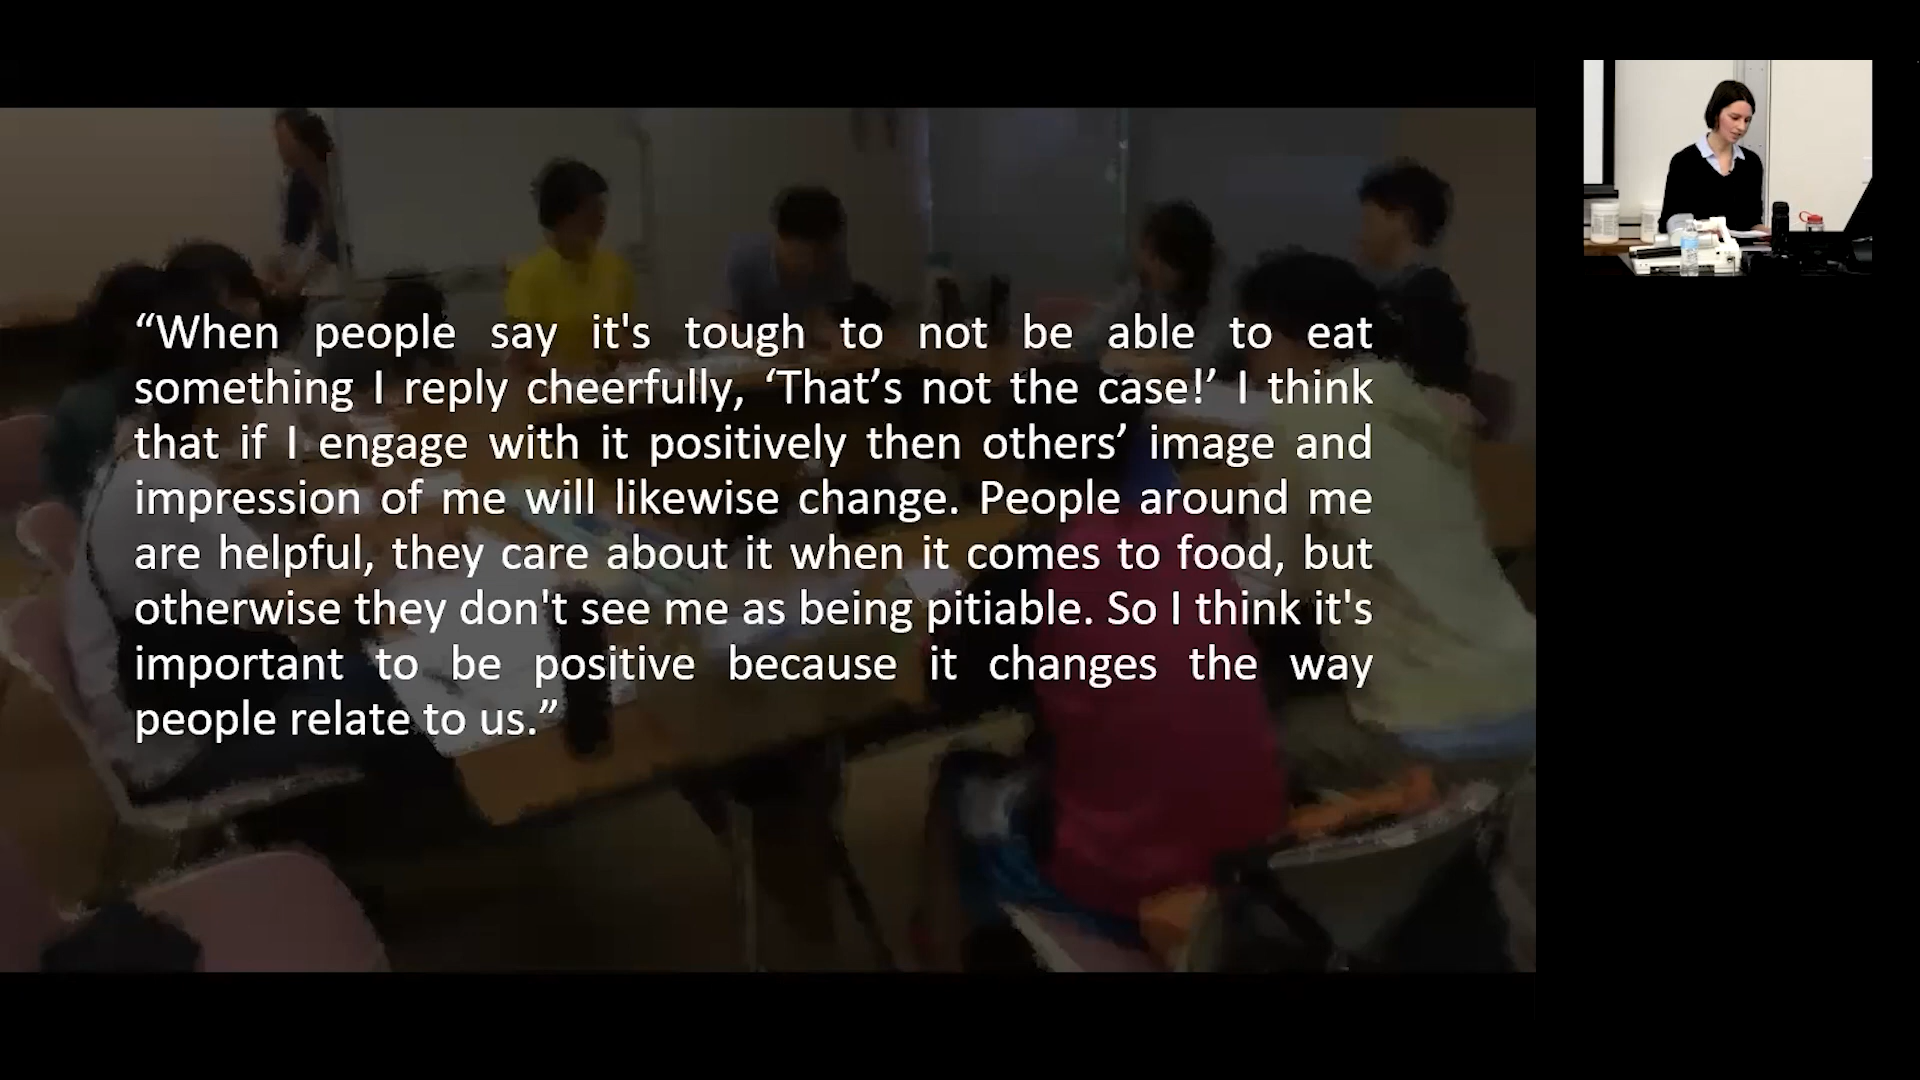 “When people say it's tough to not be able to eat
something I reply cheerfully, ‘That’s not the case!’ I think
that if I engage with it positively then others’ image and
impression of me will likewise change. People around me
are helpful, they care about it when it comes to food, but
otherwise they don't see me as being pitiable. So I think it's
important to be positive because it changes the way
people relate to us.”